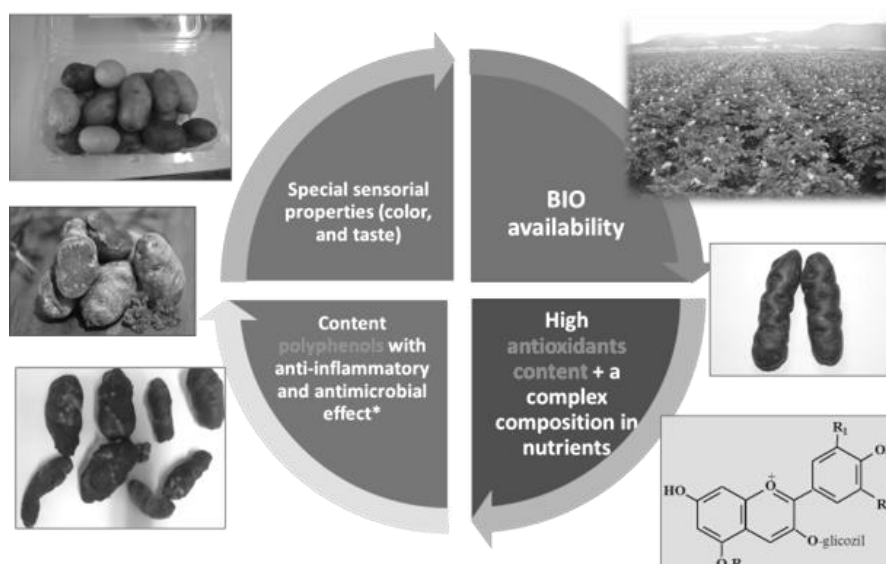 Special sensorial
properties (color,
and taste)
BIO
availability
Content
polyphenols with
anti-inflammatory
and antimicrobial
effect*
High
antioxidants
content + a
complex
composition in
nutrients
R1
O
HO
O
+
R
O-glicozil